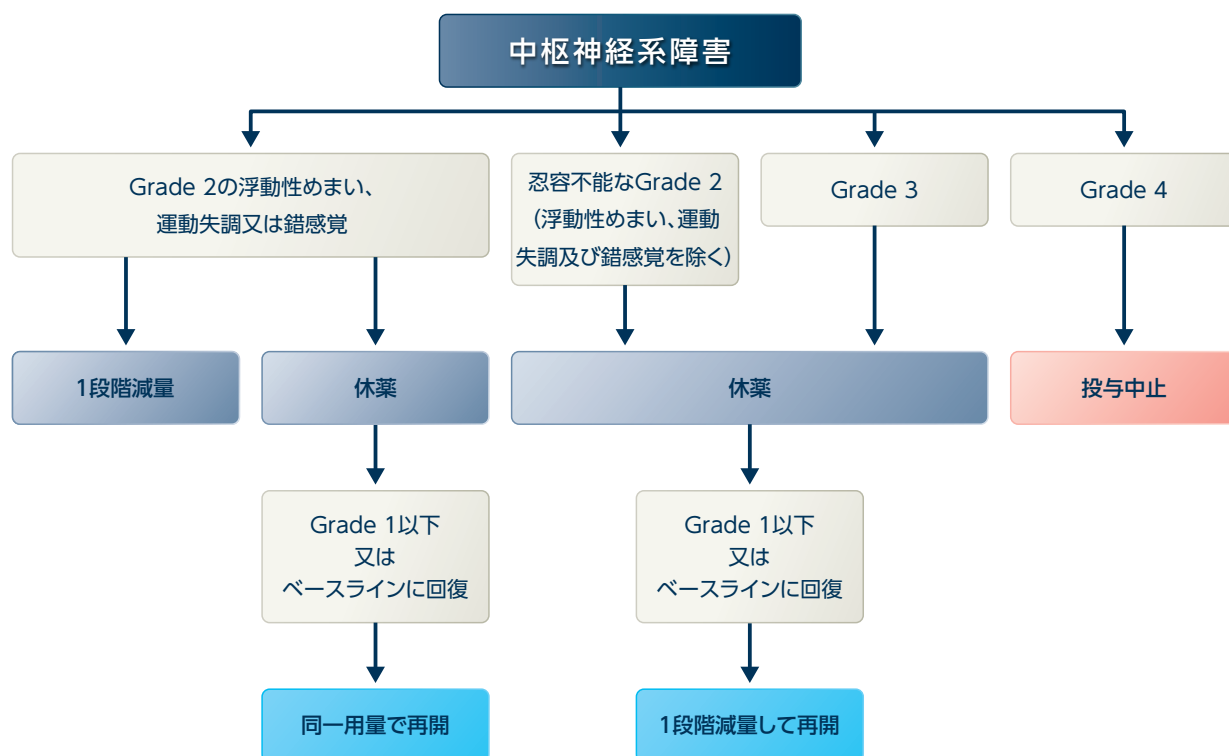 中枢神経系障害
Grade 2の浮動性めまい、
運動失調又は錯感覚
忍容不能なGrade 2
(浮動性めまい、運動
失調及び錯感覚を除く)
Grade 3
Grade 4
1段階減量
休薬
休薬
投与中止
Grade 1以下
又は
ベースラインに回復
Grade 1以下
又は
ベースラインに回復
同一用量で再開
1段階減量して再開